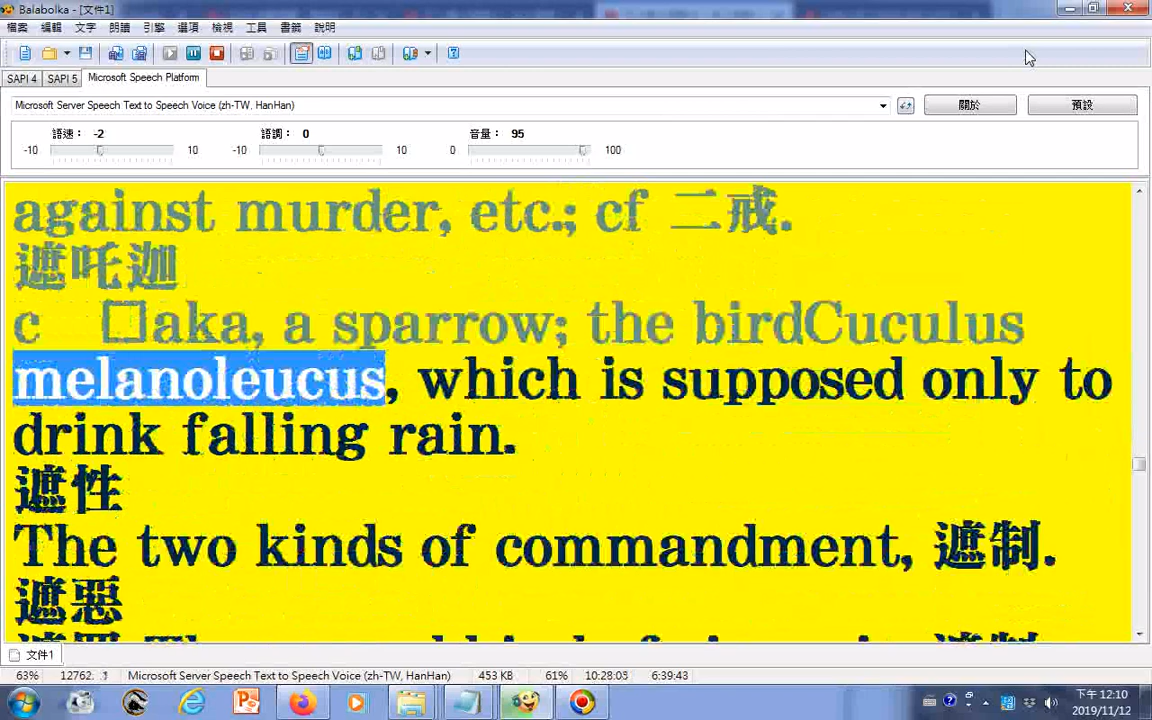 Balabolka - [文件1]
檔案 編輯 文字 朗讀 引擎 選項 檢視 工具 書籤 說明
SAPI 4 SAPI 5 Microsoft Speech Platform
Microsoft Server Speech Text to Speech Voice (zh-TW, HanHan) 關於 預設
語速： -2 語調： 0 音量： 95
-10 10 -10 10 0 100
against murder, etc.; cf 二戒.
遮吒迦
c □aka, a sparrow; the birdCuculus
melanoleucus, which is supposed only to
drink falling rain.
遮性
The two kinds of commandment, 遮制.
遮惡
文件1
63% 12762: Microsoft Server Speech Text to Speech Voice (zh-TW, HanHan) 453 KB 61% 10:28:03 6:39:43
下午 12:10
2019/11/12